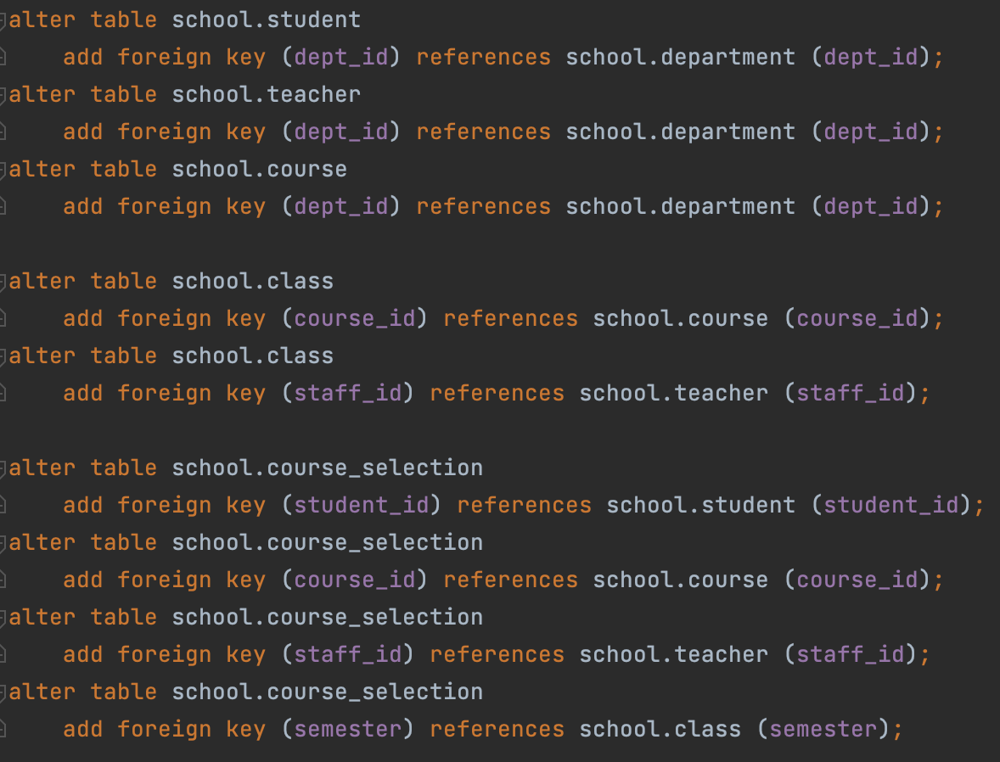 alter table school.student
    add foreign key (dept_id) references school.department (dept_id);
alter table school.teacher
    add foreign key (dept_id) references school.department (dept_id);
alter table school.course
    add foreign key (dept_id) references school.department (dept_id);

alter table school.class
    add foreign key (course_id) references school.course (course_id);
alter table school.class
    add foreign key (staff_id) references school.teacher (staff_id);

alter table school.course_selection
    add foreign key (student_id) references school.student (student_id);
alter table school.course_selection
    add foreign key (course_id) references school.course (course_id);
alter table school.course_selection
    add foreign key (staff_id) references school.teacher (staff_id);
alter table school.course_selection
    add foreign key (semester) references school.class (semester);